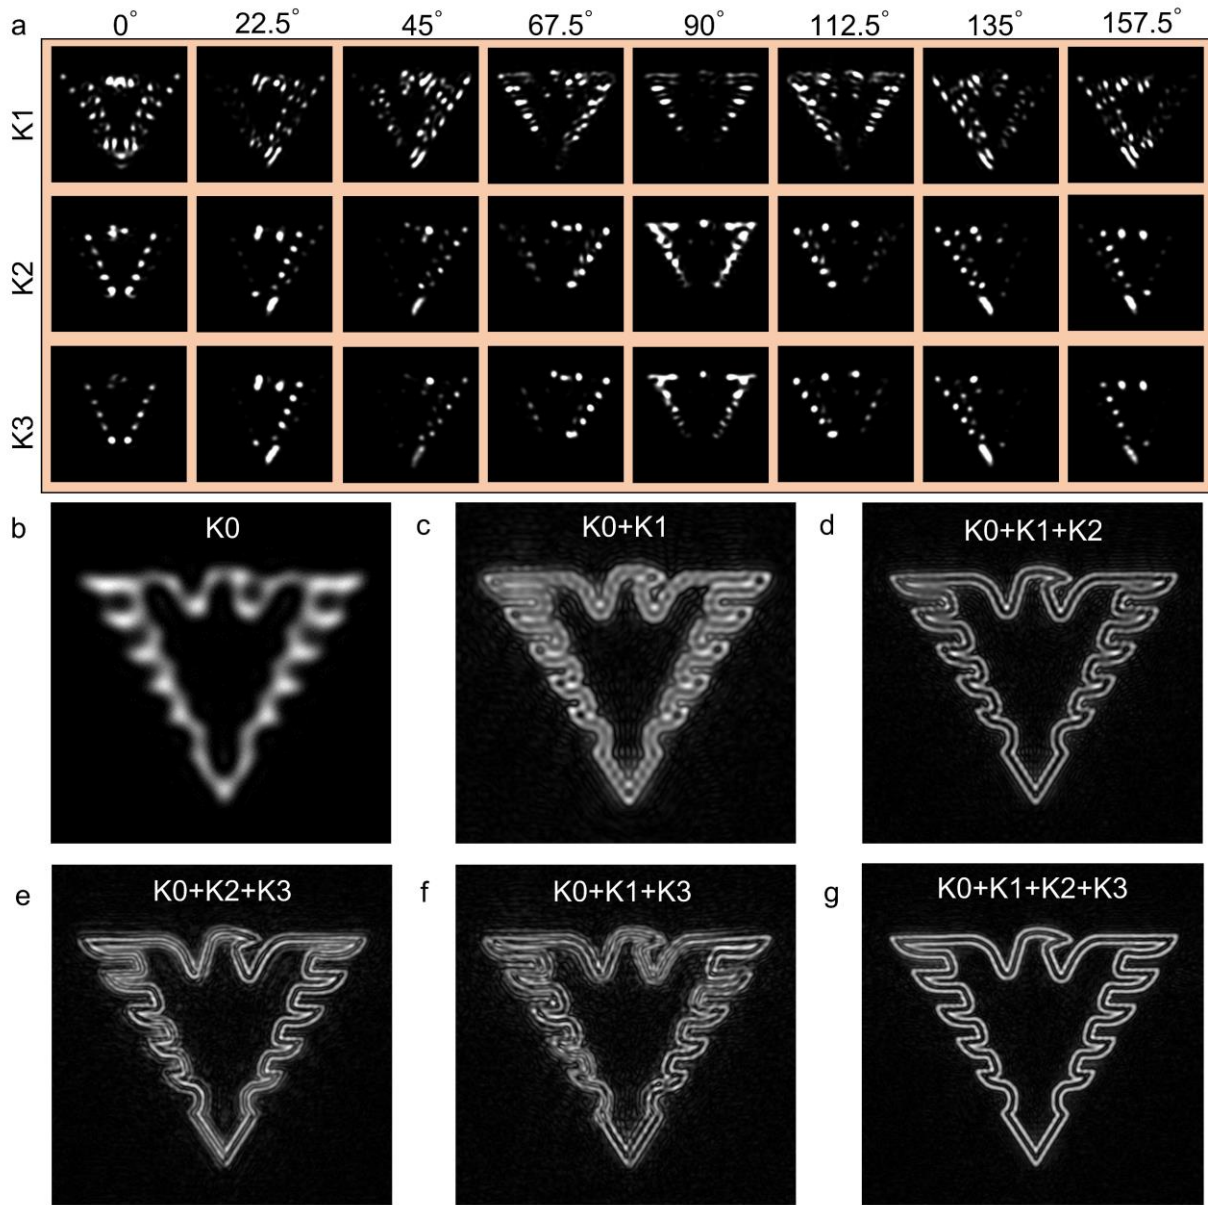 a 0° 22.5° 45° 67.5° 90° 112.5° 135° 157.5°
K1
K2
K3
b K0 c K0+K1 d K0+K1+K2
e K0+K2+K3 f K0+K1+K3 g K0+K1+K2+K3